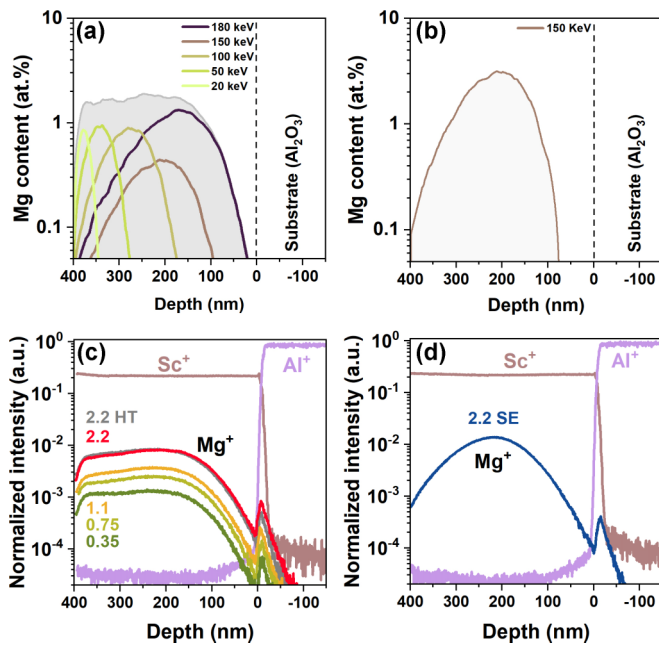 (a)
180 keV
150 keV
100 keV
50 keV
20 keV
10
1
0.1
Mg content (at.%)
Substrate (Al₂O₃)
400 300 200 100 0 -100
Depth (nm)
(b)
150 KeV
10
1
0.1
Mg content (at.%)
Substrate (Al₂O₃)
400 300 200 100 0 -100
Depth (nm)
(c)
Sc⁺
Al⁺
2.2 HT
2.2
Mg⁺
1.1
0.75
0.35
10⁰
10⁻¹
10⁻²
10⁻³
10⁻⁴
Normalized intensity (a.u.)
400 300 200 100 0 -100
Depth (nm)
(d)
Sc⁺
Al⁺
2.2 SE
Mg⁺
10⁰
10⁻¹
10⁻²
10⁻³
10⁻⁴
Normalized intensity (a.u.)
400 300 200 100 0 -100
Depth (nm)